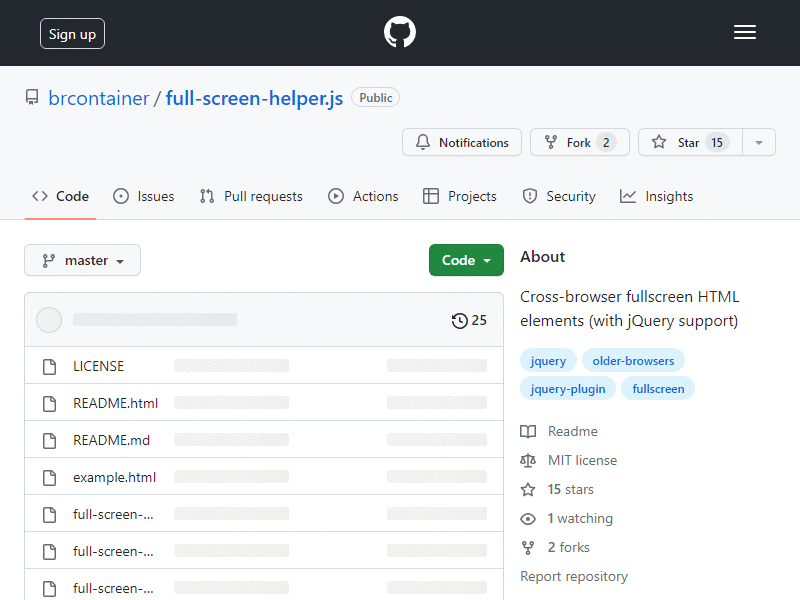 Sign up
brcontainer / full-screen-helper.js Public
Notifications Fork 2 Star 15
Code Issues Pull requests Actions Projects Security Insights
master Code
25
LICENSE
README.html
README.md
example.html
full-screen-...
full-screen-...
full-screen-...
About
Cross-browser fullscreen HTML
elements (with jQuery support)
jquery older-browsers
jquery-plugin fullscreen
Readme
MIT license
15 stars
1 watching
2 forks
Report repository